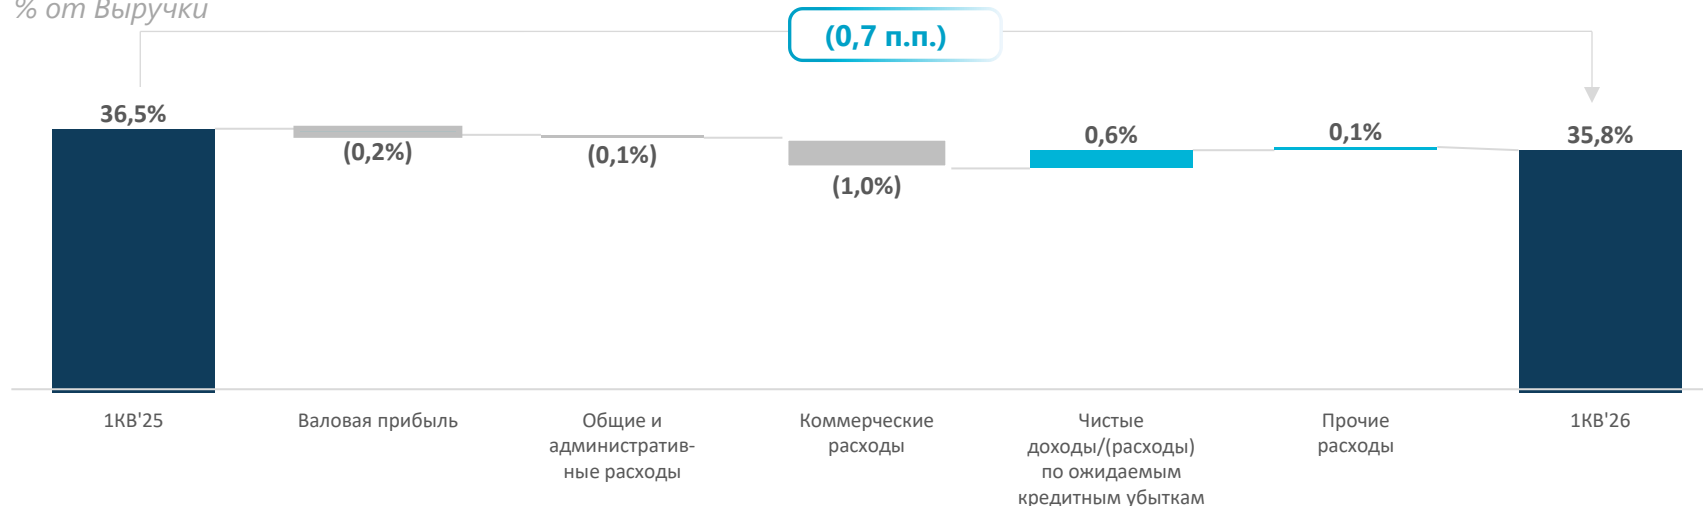 % от Выручки
(0,7 п.п.)
36,5%
(0,2%)
(0,1%)
(1,0%)
0,6%
0,1%
35,8%
1КВ'25
Валовая прибыль
Общие и
административ-
ные расходы
Коммерческие
расходы
Чистые
доходы/(расходы)
по ожидаемым
кредитным убыткам
Прочие
расходы
1КВ'26